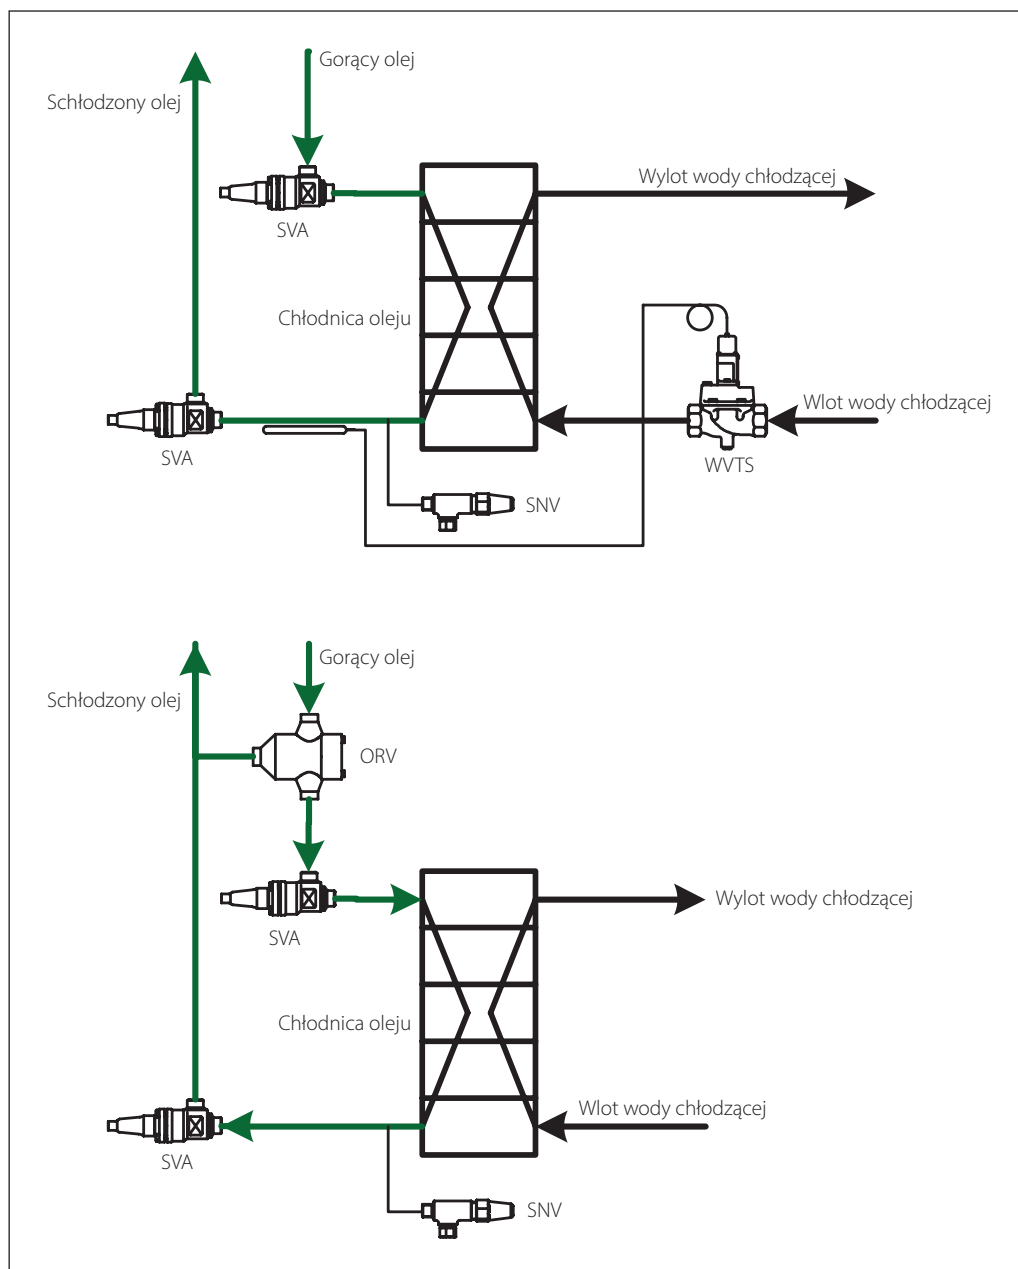 Gorący olej
Schłodzony olej
Wylot wody chłodzącej
SVA
Chłodnica oleju
Wlot wody chłodzącej
SVA
WVTS
SNV
Gorący olej
Schłodzony olej
ORV
Wylot wody chłodzącej
SVA
Chłodnica oleju
Wlot wody chłodzącej
SVA
SNV